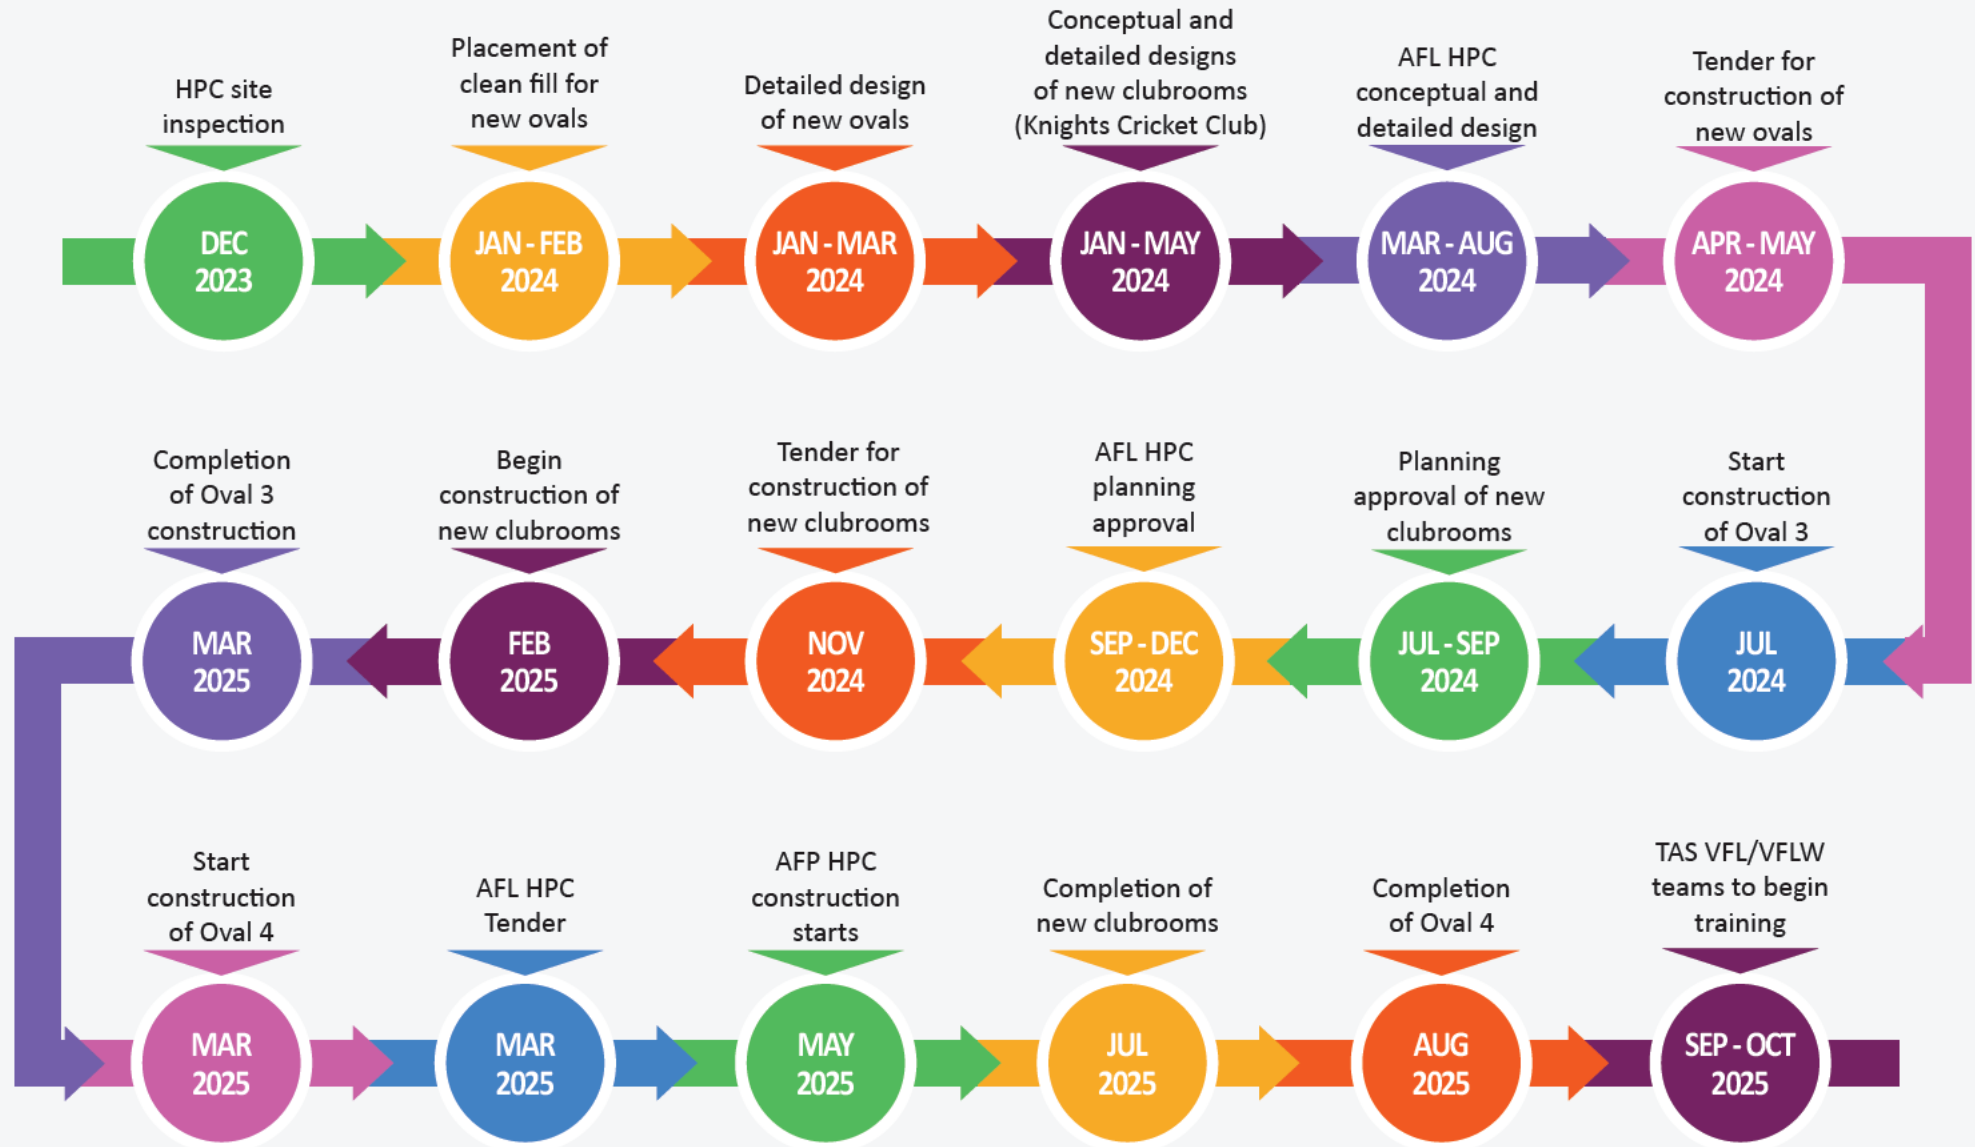 HPC site
inspection
DEC
2023
Placement of
clean fill for
new ovals
JAN - FEB
2024
Detailed design
of new ovals
JAN - MAR
2024
Conceptual and
detailed designs
of new clubrooms
(Knights Cricket Club)
JAN - MAY
2024
AFL HPC
conceptual and
detailed design
MAR - AUG
2024
Tender for
construction of
new ovals
APR - MAY
2024
Start
construction
of Oval 3
JUL
2024
Planning
approval of new
clubrooms
JUL - SEP
2024
AFL HPC
planning
approval
SEP - DEC
2024
Tender for
construction of
new clubrooms
NOV
2024
Begin
construction of
new clubrooms
FEB
2025
Completion
of Oval 3
construction
MAR
2025
Start
construction
of Oval 4
MAR
2025
AFL HPC
Tender
MAR
2025
AFP HPC
construction
starts
MAY
2025
Completion of
new clubrooms
JUL
2025
Completion
of Oval 4
AUG
2025
TAS VFL/VFLW
teams to begin
training
SEP - OCT
2025